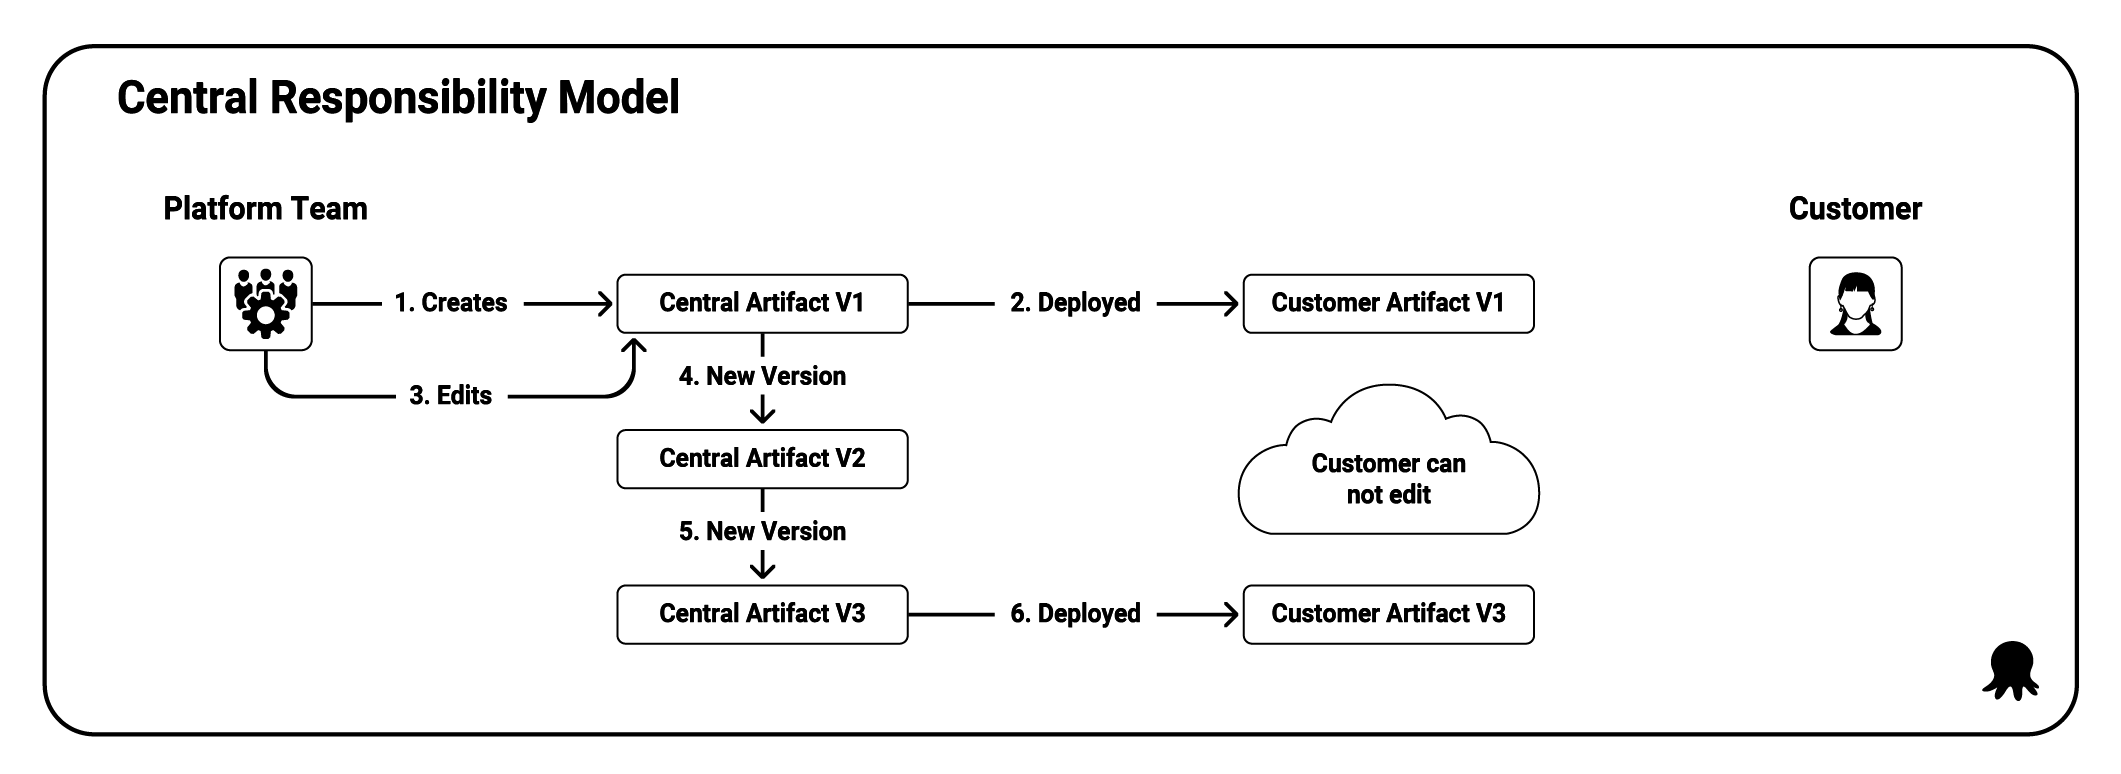 Central Responsibility Model
Platform Team
Customer
1. Creates
Central Artifact V1
2. Deployed
Customer Artifact V1
3. Edits
4. New Version
Central Artifact V2
Customer can
not edit
5. New Version
Central Artifact V3
6. Deployed
Customer Artifact V3